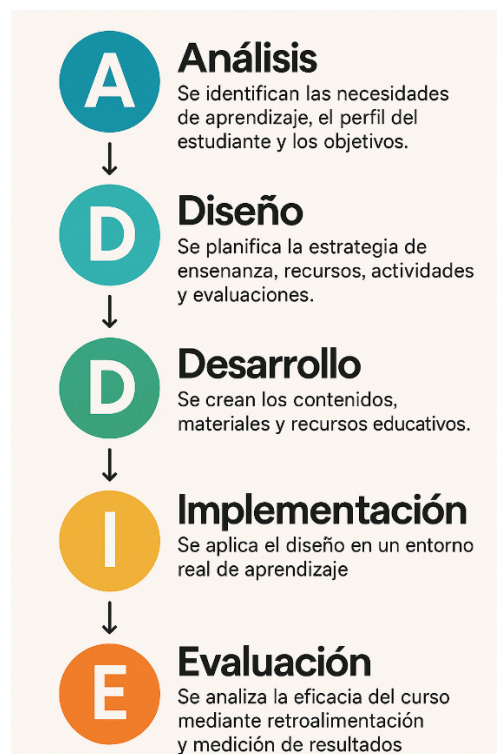 A
Análisis
Se identifican las necesidades
de aprendizaje, el perfil del
estudiante y los objetivos.
D
Diseño
Se planifica la estrategia de
ensenanza, recursos, actividades
y evaluaciones.
D
Desarrollo
Se crean los contenidos,
materiales y recursos educativos.
I
Implementación
Se aplica el diseño en un entorno
real de aprendizaje
E
Evaluación
Se analiza la eficacia del curso
mediante retroalimentación
y medición de resultados